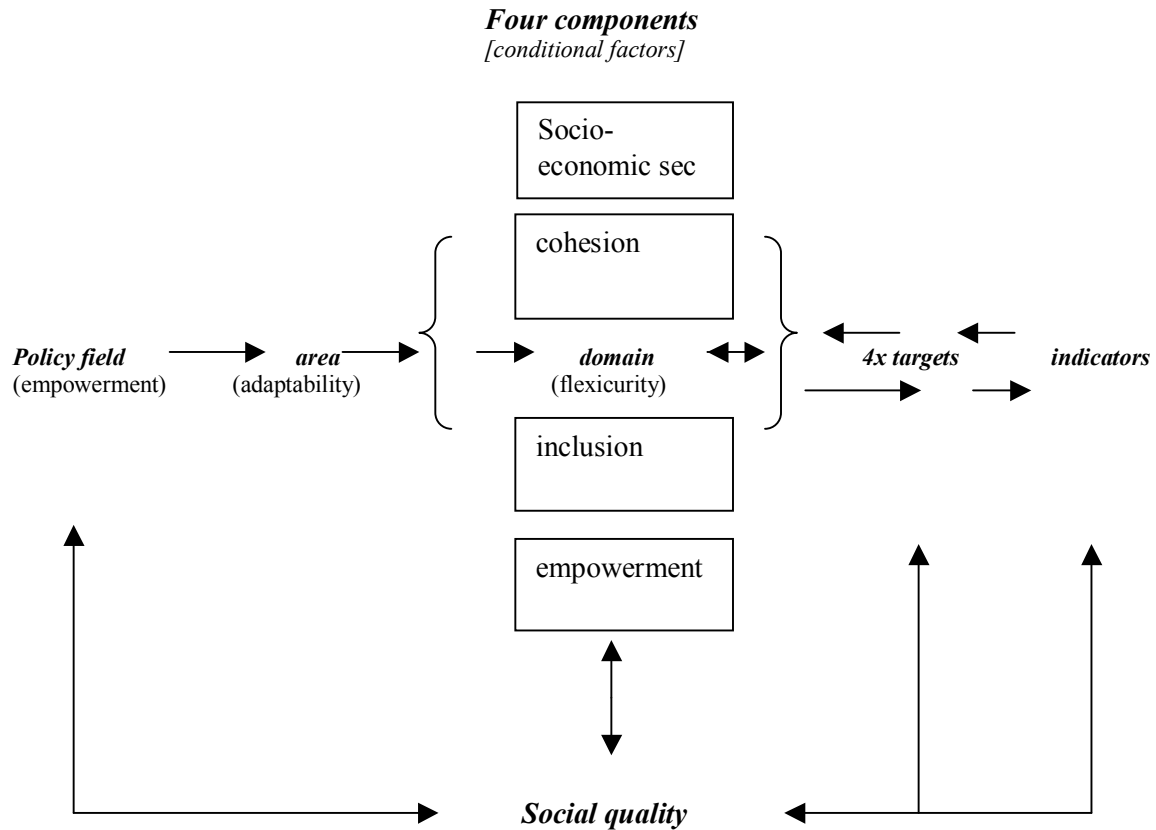 Four components
[conditional factors]
Socio-
economic sec
cohesion
Policy field
(empowerment)
area
(adaptability)
domain
(flexicurity)
4x targets
indicators
inclusion
empowerment
Social quality